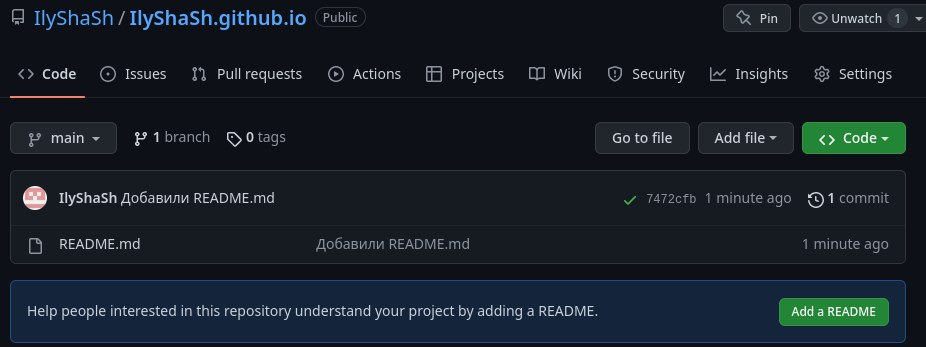 IlyShaSh / IlyShaSh.github.io Public Pin Unwatch 1
Code Issues Pull requests Actions Projects Wiki Security Insights Settings
main 1 branch 0 tags Go to file Add file Code
IlyShaSh Добавили README.md 7472cfb 1 minute ago 1 commit
README.md Добавили README.md 1 minute ago
Help people interested in this repository understand your project by adding a README. Add a README